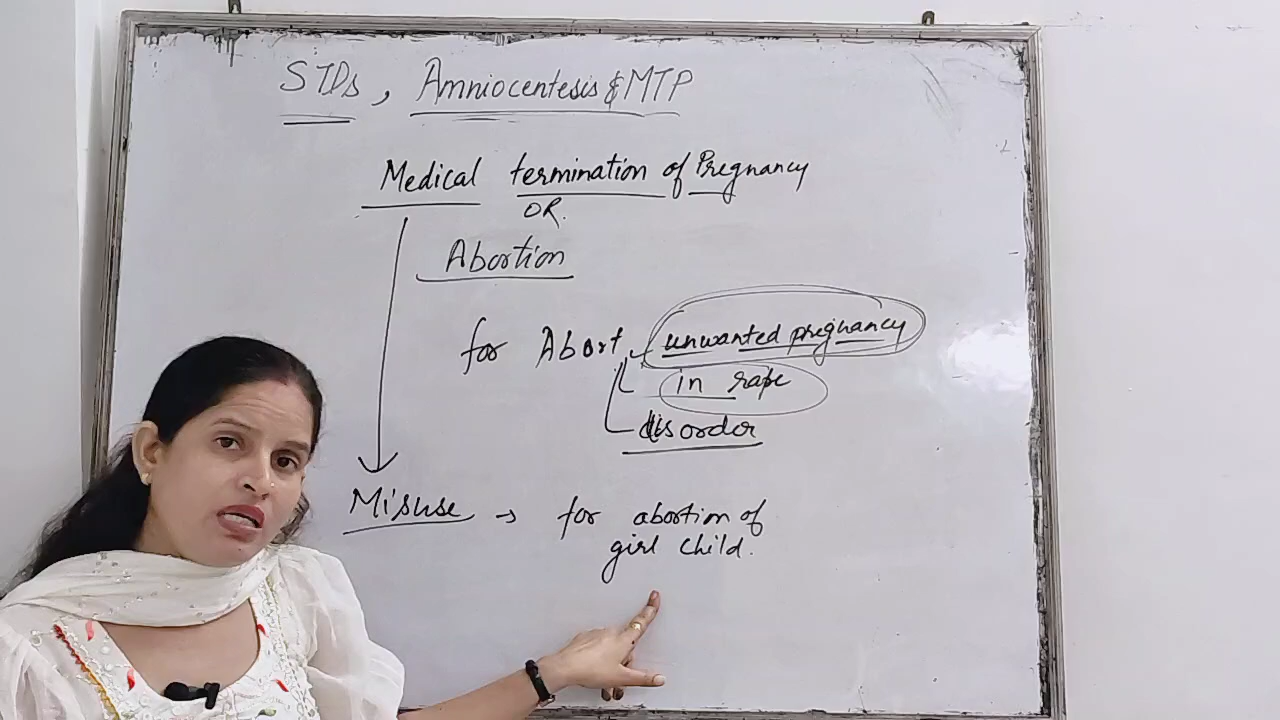 STDs, Amniocentesis & MTP
Medical termination of Pregnancy
OR.
Abortion
for Abort unwanted pregnancy
in rape
disorder
Misuse → for abortion of
girl child.